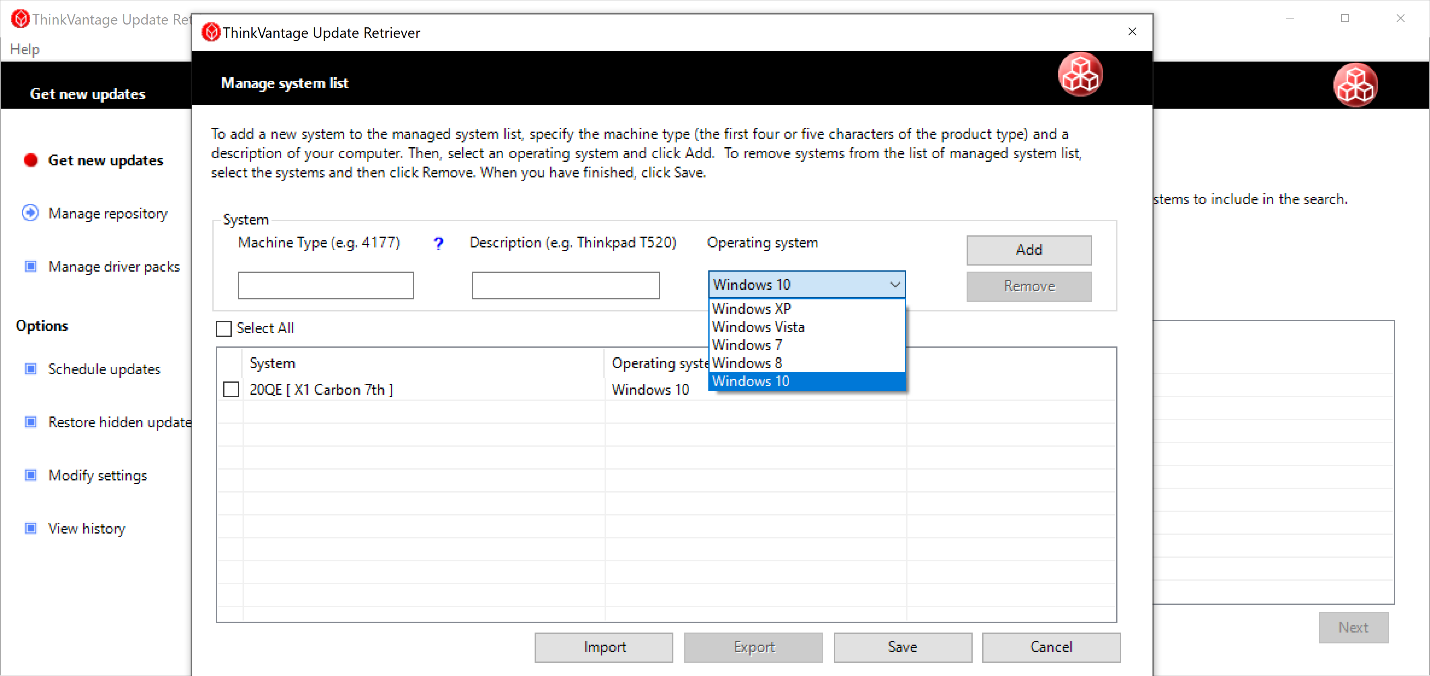 ThinkVantage Update Ret
Help
Get new updates
Get new updates
Manage repository
Manage driver packs
Options
Schedule updates
Restore hidden update
Modify settings
View history
ThinkVantage Update Retriever
Manage system list
To add a new system to the managed system list, specify the machine type (the first four or five characters of the product type) and a
description of your computer. Then, select an operating system and click Add.  To remove systems from the list of managed system list,
select the systems and then click Remove. When you have finished, click Save.
System
Machine Type (e.g. 4177) ? Description (e.g. Thinkpad T520) Operating system
Add
Windows 10
Remove
Windows XP
Windows Vista
Windows 7
Windows 8
Windows 10
Select All
System Operating syste
20QE [ X1 Carbon 7th ] Windows 10
Import Export Save Cancel
stems to include in the search.
Next